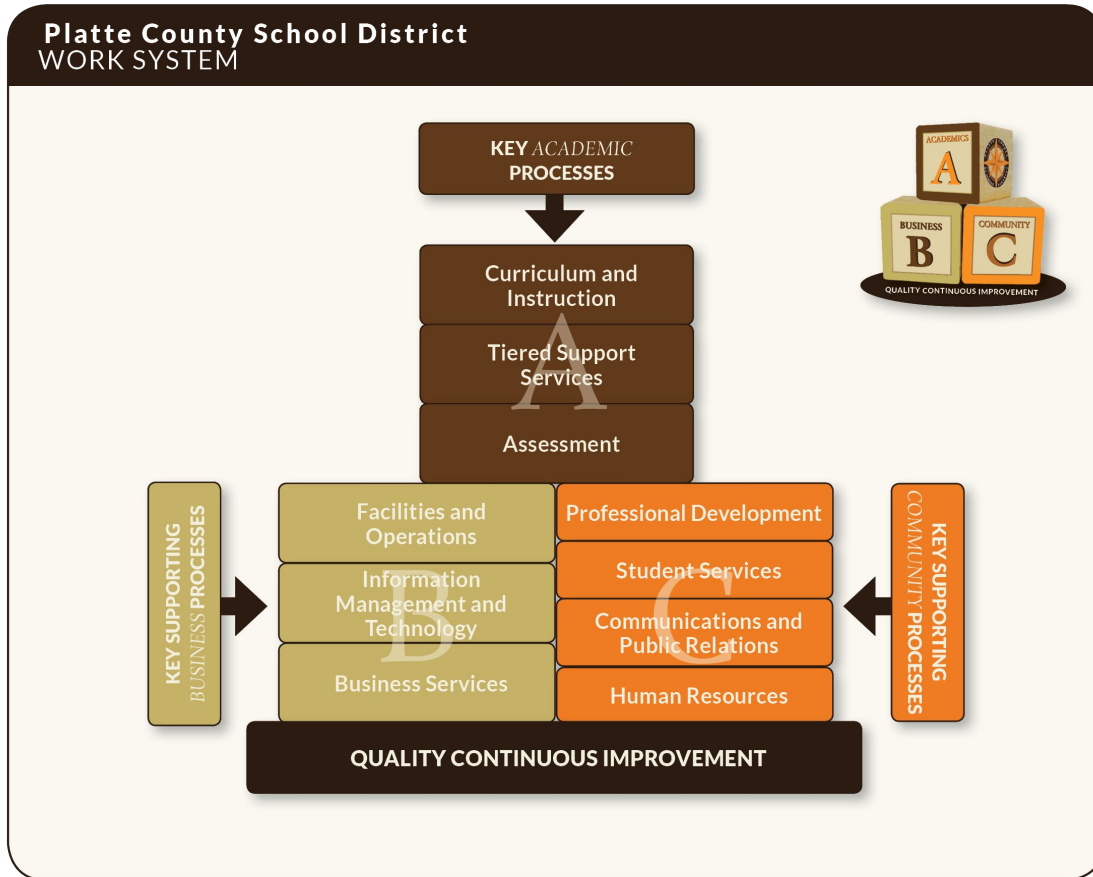 Platte County School District
WORK SYSTEM
KEY ACADEMIC
PROCESSES
ACADEMICS
A
BUSINESS
B
COMMUNITY
C
QUALITY CONTINUOUS IMPROVEMENT
Curriculum and
Instruction
Tiered Support
Services
Assessment
A
KEY SUPPORTING
BUSINESS PROCESSES
Facilities and
Operations
Information
Management and
Technology
Business Services
B
Professional Development
Student Services
Communications and
Public Relations
Human Resources
C
KEY SUPPORTING
COMMUNITY PROCESSES
QUALITY CONTINUOUS IMPROVEMENT